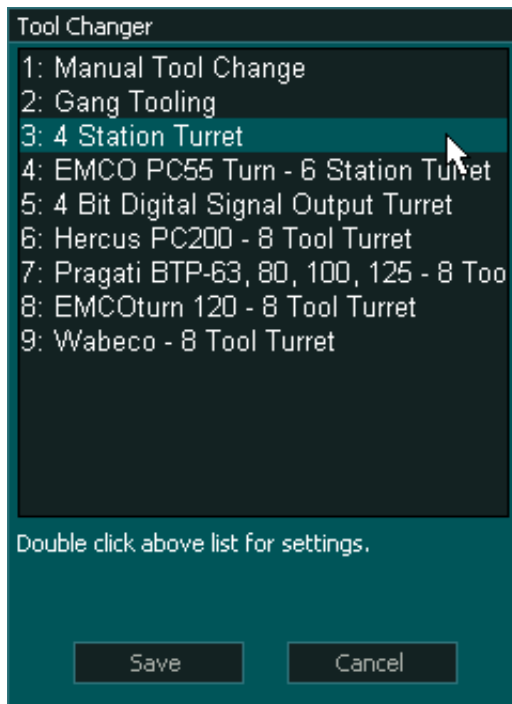 Tool Changer
1: Manual Tool Change
2: Gang Tooling
3: 4 Station Turret
4: EMCO PC55 Turn - 6 Station Turret
5: 4 Bit Digital Signal Output Turret
6: Hercus PC200 - 8 Tool Turret
7: Pragati BTP-63, 80, 100, 125 - 8 Too
8: EMCOturn 120 - 8 Tool Turret
9: Wabeco - 8 Tool Turret
Double click above list for settings.
Save Cancel